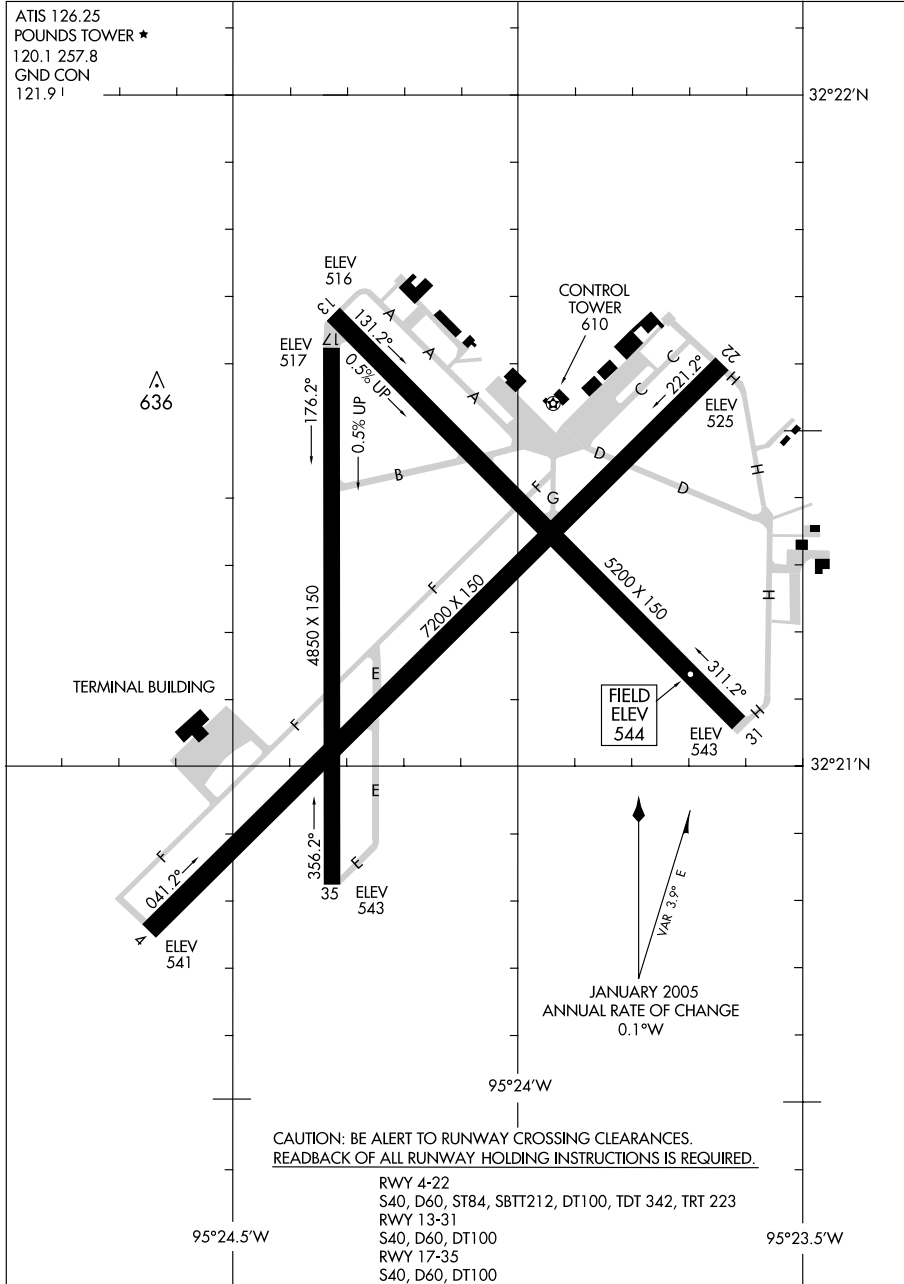 ATIS 126.25
POUNDS TOWER ★
120.1 257.8
GND CON
121.9
32°22'N
ELEV
516
13
131.2°
A
A
A
CONTROL
TOWER
610
ELEV
517
17
0.5% UP
176.2°
0.5% UP
636
C
C
22
221.2°
H
ELEV
525
B
D
D
F
G
H
F
4850 X 150
7200 X 150
5200 X 150
H
TERMINAL BUILDING
E
F
311.2°
FIELD
ELEV
544
H
31
ELEV
543
32°21'N
E
F
041.2°
356.2°
E
35
ELEV
543
4
ELEV
541
VAR 3.9° E
JANUARY 2005
ANNUAL RATE OF CHANGE
0.1°W
95°24'W
CAUTION: BE ALERT TO RUNWAY CROSSING CLEARANCES.
READBACK OF ALL RUNWAY HOLDING INSTRUCTIONS IS REQUIRED.
RWY 4-22
S40, D60, ST84, SBTT212, DT100, TDT 342, TRT 223
RWY 13-31
S40, D60, DT100
RWY 17-35
S40, D60, DT100
95°24.5'W
95°23.5'W